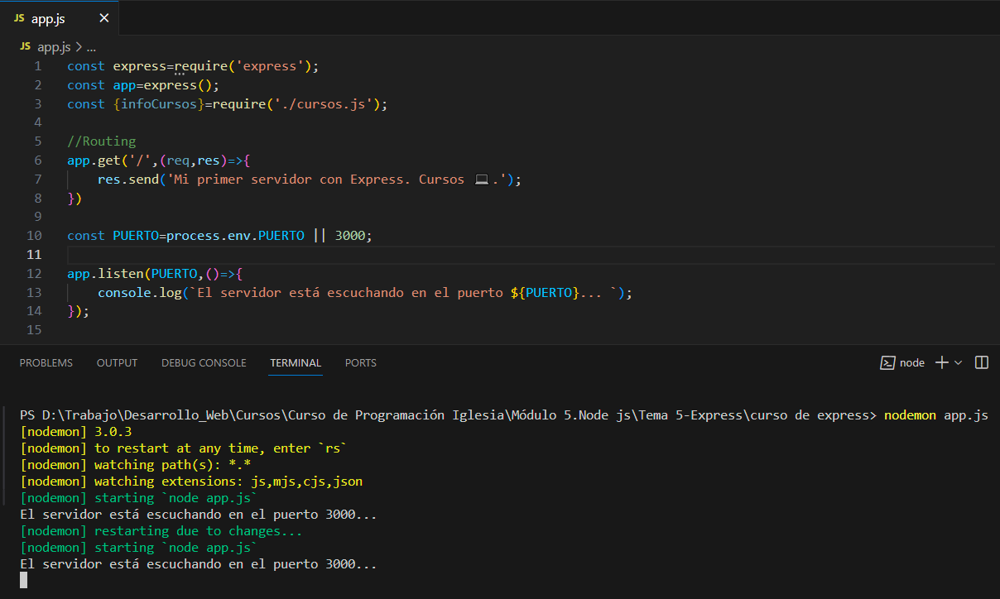 JS app.js ×
JS app.js > ...
1 const express=require('express');
2 const app=express();
3 const {infoCursos}=require('./cursos.js');
4
5 //Routing
6 app.get('/',(req,res)=>{
7     res.send('Mi primer servidor con Express. Cursos 💻.');
8 })
9
10 const PUERTO=process.env.PUERTO || 3000;
11
12 app.listen(PUERTO,()=>{
13     console.log(`El servidor está escuchando en el puerto ${PUERTO}... `);
14 });
15
PROBLEMS OUTPUT DEBUG CONSOLE TERMINAL PORTS node
PS D:\Trabajo\Desarrollo_Web\Cursos\Curso de Programación Iglesia\Módulo 5.Node js\Tema 5-Express\curso de express> nodemon app.js
[nodemon] 3.0.3
[nodemon] to restart at any time, enter `rs`
[nodemon] watching path(s): *.*
[nodemon] watching extensions: js,mjs,cjs,json
[nodemon] starting `node app.js`
El servidor está escuchando en el puerto 3000...
[nodemon] restarting due to changes...
[nodemon] starting `node app.js`
El servidor está escuchando en el puerto 3000...